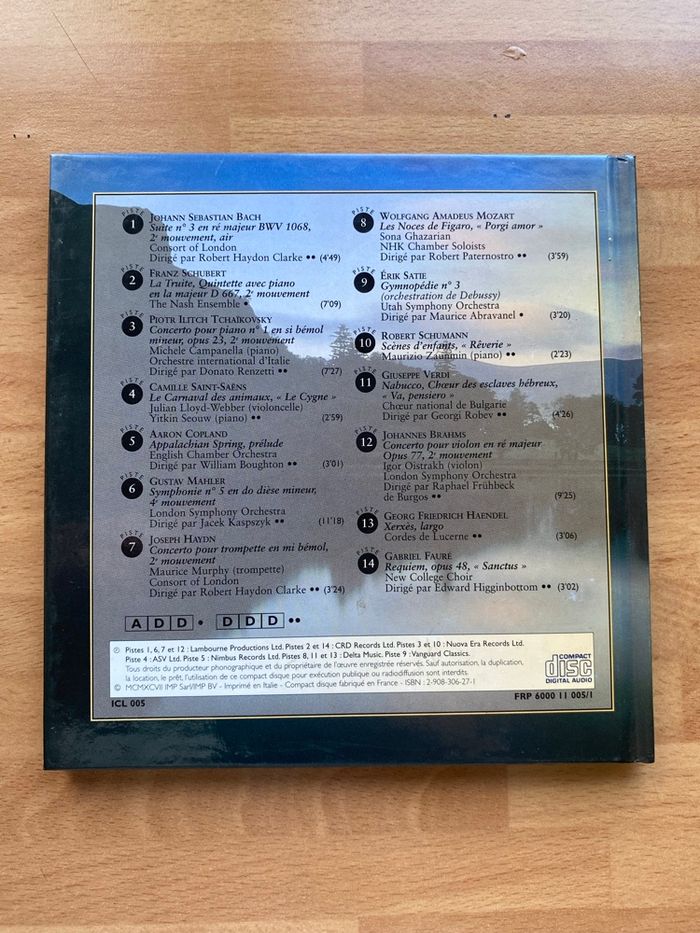 PISTE 1 JOHANN SEBASTIAN BACH
Suite n° 3 en ré majeur BWV 1068,
2e mouvement, air
Consort of London
Dirigé par Robert Haydon Clarke •• (4'49)
PISTE 2 FRANZ SCHUBERT
La Truite, Quintette avec piano
en la majeur D 667, 2e mouvement
The Nash Ensemble • (7'09)
PISTE 3 PIOTR ILITCH TCHAIKOVSKY
Concerto pour piano n° 1 en si bémol
mineur, opus 23, 2e mouvement
Michele Campanella (piano)
Orchestre international d'Italie
Dirigé par Donato Renzetti •• (7'27)
PISTE 4 CAMILLE SAINT-SAËNS
Le Carnaval des animaux, « Le Cygne »
Julian Lloyd-Webber (violoncelle)
Yitkin Seouw (piano) •• (2'59)
PISTE 5 AARON COPLAND
Appalachian Spring, prélude
English Chamber Orchestra
Dirigé par William Boughton •• (3'01)
PISTE 6 GUSTAV MAHLER
Symphonie n° 5 en do dièse mineur,
4e mouvement
London Symphony Orchestra
Dirigé par Jacek Kaspszyk •• (11'18)
PISTE 7 JOSEPH HAYDN
Concerto pour trompette en mi bémol,
2e mouvement
Maurice Murphy (trompette)
Consort of London
Dirigé par Robert Haydon Clarke •• (3'24)
PISTE 8 WOLFGANG AMADEUS MOZART
Les Noces de Figaro, « Porgi amor »
Sona Ghazarian
NHK Chamber Soloists
Dirigé par Robert Paternostro •• (3'59)
PISTE 9 ÉRIK SATIE
Gymnopédie n° 3
(orchestration de Debussy)
Utah Symphony Orchestra
Dirigé par Maurice Abravanel • (3'20)
PISTE 10 ROBERT SCHUMANN
Scènes d'enfants, « Rêverie »
Maurizio Zaunmin (piano) •• (2'23)
PISTE 11 GIUSEPPE VERDI
Nabucco, Chœur des esclaves hébreux,
« Va, pensiero »
Chœur national de Bulgarie
Dirigé par Georgi Robev •• (4'26)
PISTE 12 JOHANNES BRAHMS
Concerto pour violon en ré majeur
Opus 77, 2e mouvement
Igor Oistrakh (violon)
London Symphony Orchestra
Dirigé par Raphael Frühbeck
de Burgos •• (9'25)
PISTE 13 GEORG FRIEDRICH HAENDEL
Xerxès, largo
Cordes de Lucerne •• (3'06)
PISTE 14 GABRIEL FAURÉ
Requiem, opus 48, « Sanctus »
New College Choir
Dirigé par Edward Higginbottom •• (3'02)
ADD • DDD ••
℗ Pistes 1, 6, 7 et 12 : Lambourne Productions Ltd. Pistes 2 et 14 : CRD Records Ltd. Pistes 3 et 10 : Nuova Era Records Ltd.
Piste 4 : ASV Ltd. Piste 5 : Nimbus Records Ltd. Pistes 8, 11 et 13 : Delta Music. Piste 9 : Vanguard Classics.
Tous droits du producteur phonographique et du propriétaire de l'œuvre enregistrée réservés. Sauf autorisation, la duplication,
la location, le prêt, l'utilisation de ce compact disque pour exécution publique ou radiodiffusion sont interdits.
© MCMXCVII IMP Sarl/IMP BV - Imprimé en Italie - Compact disque fabriqué en France - ISBN : 2-908-306-27-1
COMPACT
disc
DIGITAL AUDIO
ICL 005
FRP 6000 11 005/1